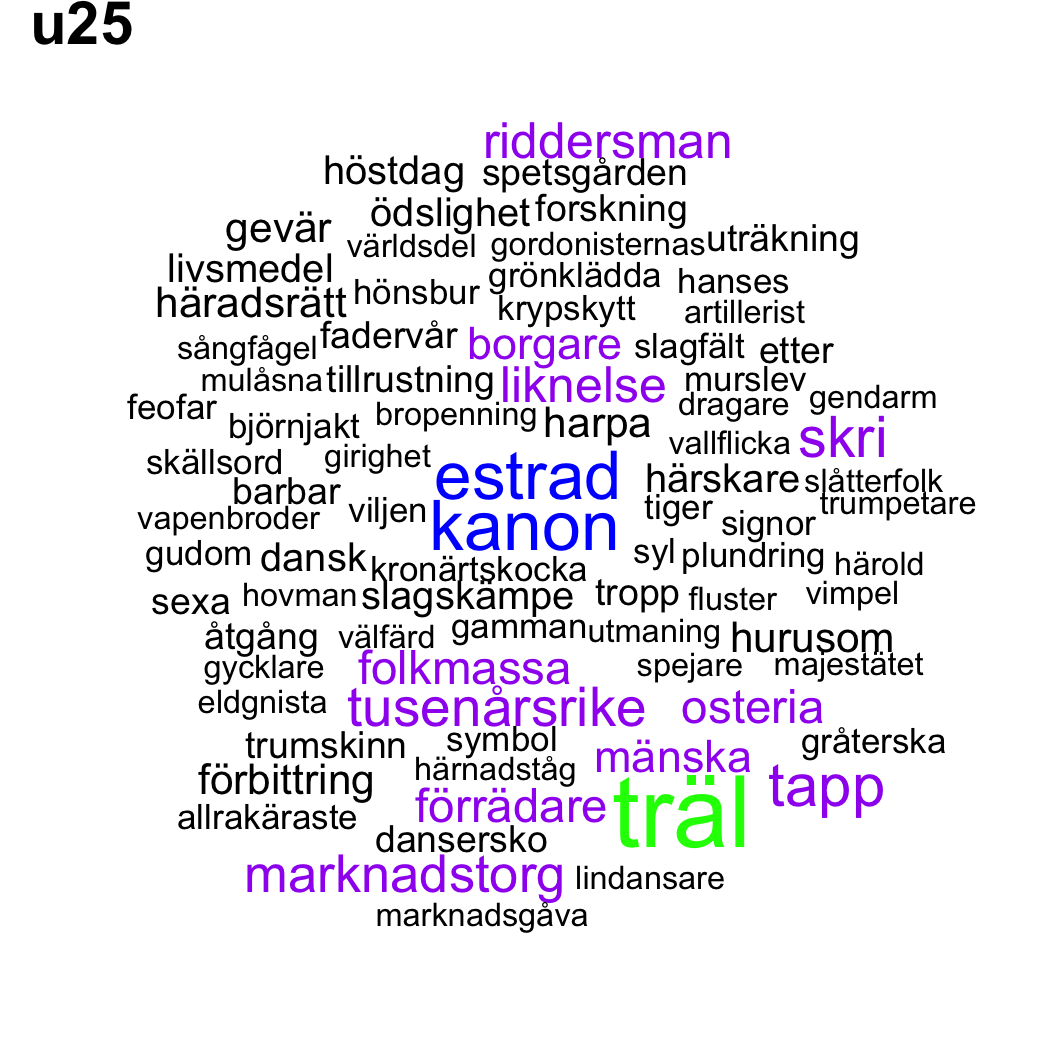 u25
riddersman
höstdag spetsgården
ödslighet forskning
gevär världsdel gordonisternas uträkning
livsmedel grönklädda hanses
häradsrätt hönsbur krypskytt artillerist
sångfågel fadervår borgare slagfält etter
mulåsna tillrustning liknelse murslev
feofar björnjakt bropenning harpa dragare gendarm
vallflicka skri
skällsord girighet estrad härskare slåtterfolk
barbar viljen tiger trumpetare
vapenbroder kanon signor
gudom dansk kronärtskocka syl plundring härold
sexa hovman slagskämpe tropp fluster vimpel
åtgång välfärd gamman utmaning hurusom
gycklare folkmassa spejare majestätet
eldgnista tusenårsrike osteria
trumskinn symbol gråterska
förbittring härnadståg mänska tapp
allrakäraste förrädare träl
dansersko
marknadstorg lindansare
marknadsgåva